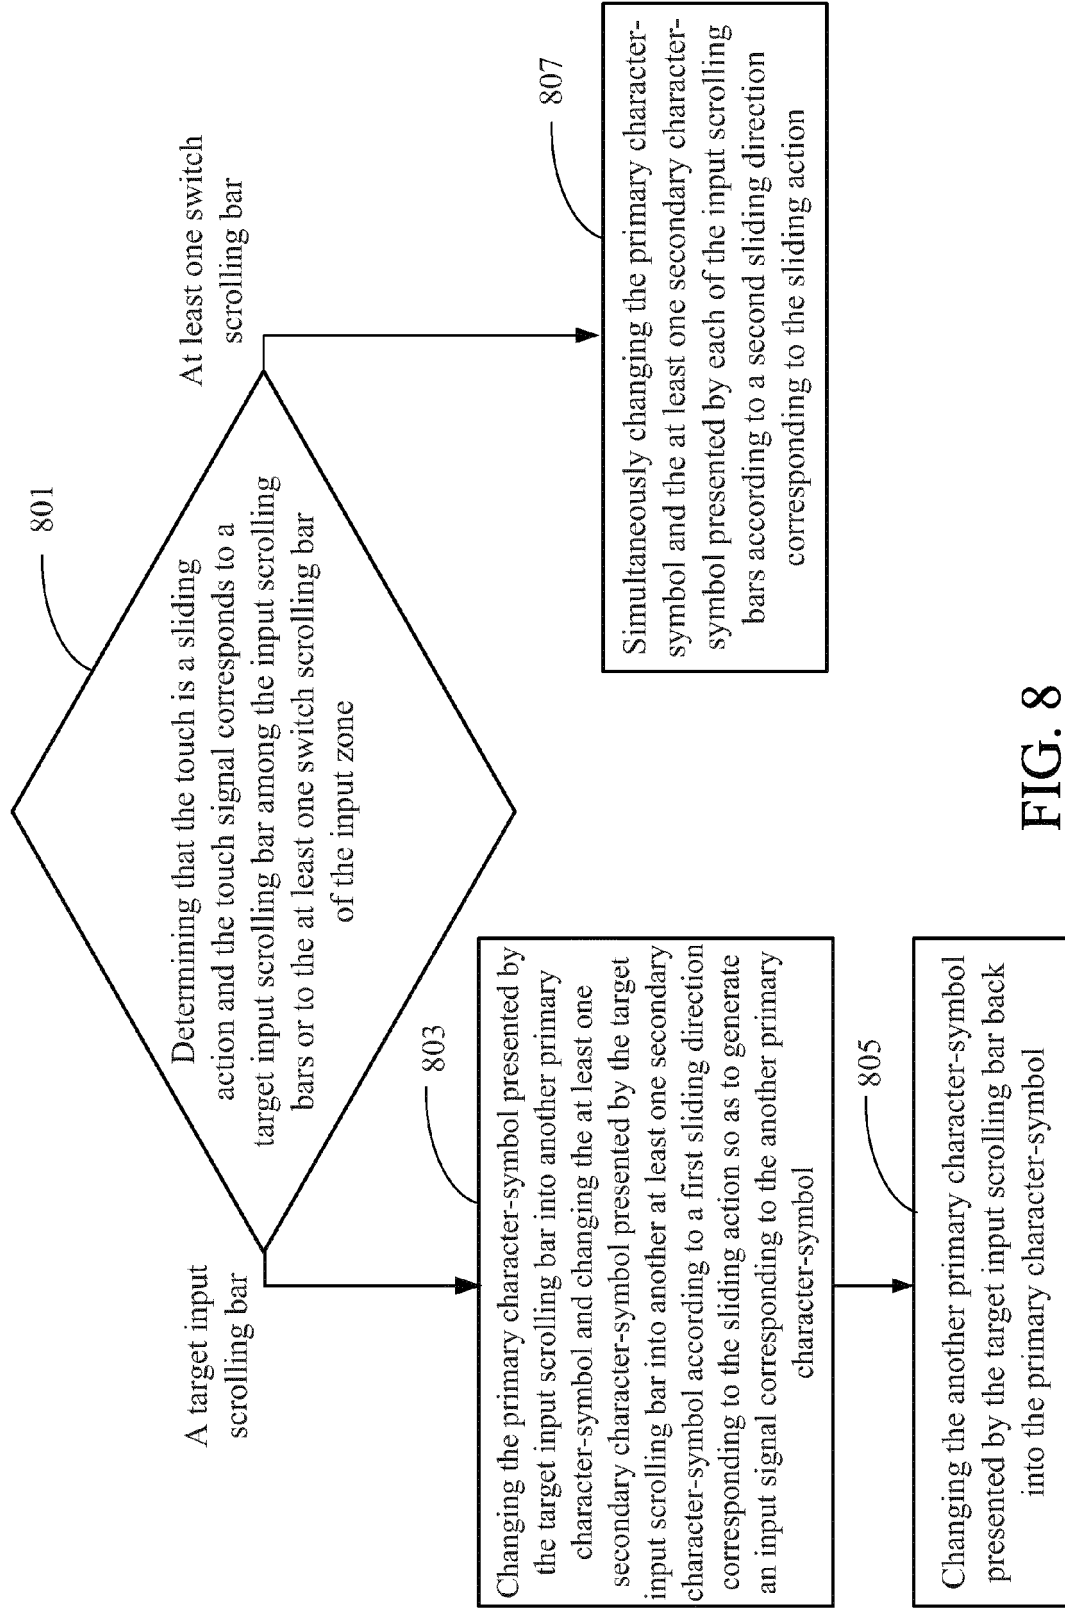 801
Determining that the touch is a sliding
action and the touch signal corresponds to a
target input scrolling bar among the input scrolling
bars or to the at least one switch scrolling bar
of the input zone
A target input
scrolling bar
At least one switch
scrolling bar
803
Changing the primary character-symbol presented by
the target input scrolling bar into another primary
character-symbol and changing the at least one
secondary character-symbol presented by the target
input scrolling bar into another at least one secondary
character-symbol according to a first sliding direction
corresponding to the sliding action so as to generate
an input signal corresponding to the another primary
character-symbol
807
Simultaneously changing the primary character-
symbol and the at least one secondary character-
symbol presented by each of the input scrolling
bars according to a second sliding direction
corresponding to the sliding action
805
Changing the another primary character-symbol
presented by the target input scrolling bar back
into the primary character-symbol
FIG. 8